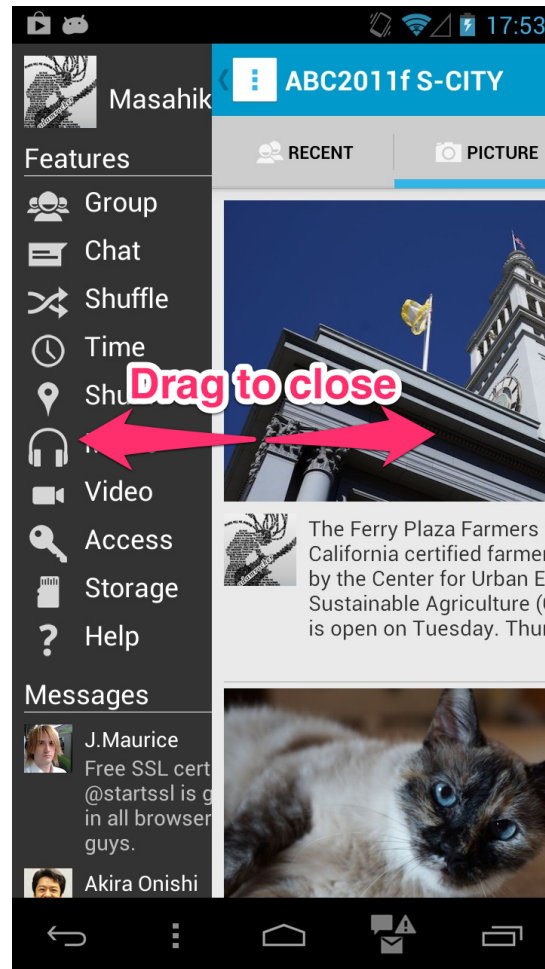 17:53
Masahik
ABC2011f S-CITY
RECENT
PICTURE
Features
Group
Chat
Shuffle
Time
Shu
Drag to close
Video
Access
Storage
Help
The Ferry Plaza Farmers
California certified farme
by the Center for Urban E
Sustainable Agriculture (
is open on Tuesday. Thur
Messages
J.Maurice
Free SSL cert
@startssl is g
in all browser
guys.
Akira Onishi